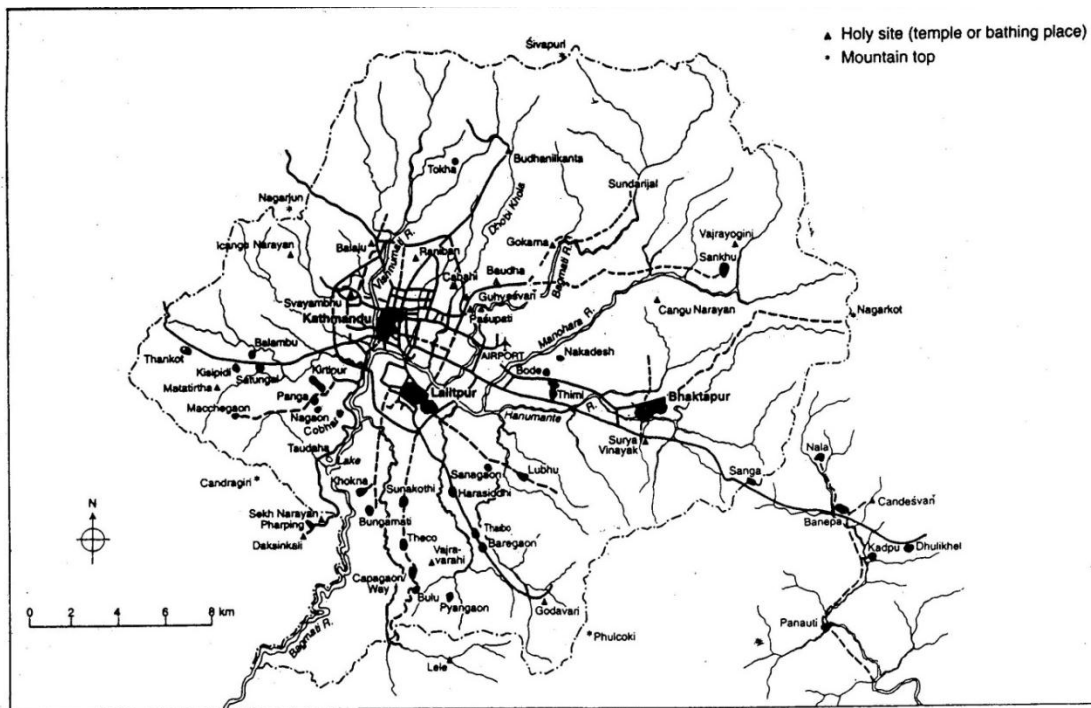 ▲ Holy site (temple or bathing place)
• Mountain top
Śivapuri
Budhanilkanta
Tokha
Dhobi Khola
Sundarijal
Nagarjun
Icangu Narayan
Balaju
Vishnumati R.
Raniban
Gokarna
Bagmati R.
Vajrayogini
Sankhu
Cabahi
Baudha
Svayambhu
Guhyeśvari
Paśupati
Cangu Narayan
Nagarkot
Kathmandu
Manohara R.
AIRPORT
Nakadesh
Balambu
Thankot
Kisipidi
Satungal
Kirtipur
Bode
Thimi
Matatirtha
Panga
Lalitpur
Bhaktapur
Macchegaon
Nagaon
Cobhar
Hanumante R.
Surya
Vinayak
Taudaha
Lake
Nala
Candragiri
Khokna
Sunakothi
Sanagaon
Lubhu
Harasiddhi
Sanga
Candeśvari
Banepa
Sekh Narayan
Pharping
Daksinkali
Bungamati
Theco
Thaibo
Baregaon
Kadpu
Dhulikhel
Vajra-
varahi
Capagaon/
Way
Bulu
Pyangaon
Godavari
Phulcoki
Panauti
Lele
Bagmati R.
N
0 2 4 6 8 km